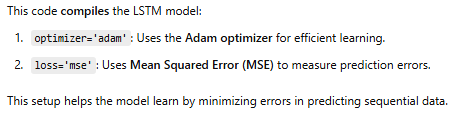 This code compiles the LSTM model:
1. optimizer='adam' : Uses the Adam optimizer for efficient learning.
2. loss='mse' : Uses Mean Squared Error (MSE) to measure prediction errors.
This setup helps the model learn by minimizing errors in predicting sequential data.